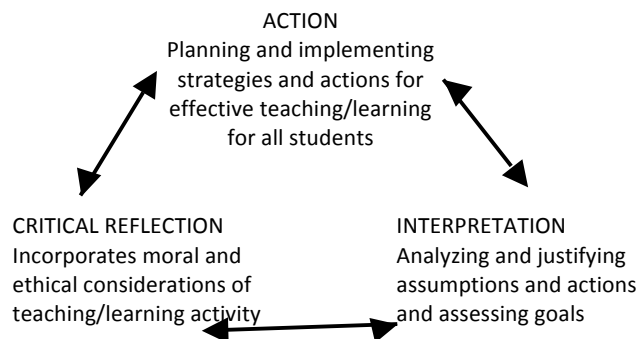 ACTION
Planning and implementing
strategies and actions for
effective teaching/learning
for all students
CRITICAL REFLECTION
Incorporates moral and
ethical considerations of
teaching/learning activity
INTERPRETATION
Analyzing and justifying
assumptions and actions
and assessing goals